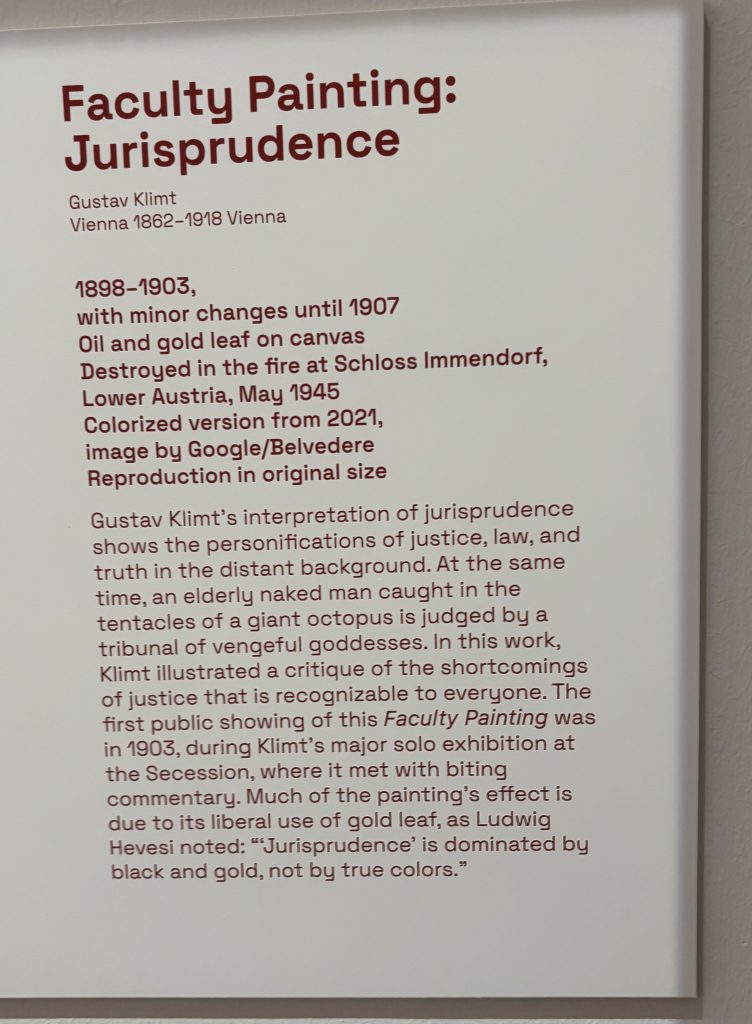 Faculty Painting:
Jurisprudence
Gustav Klimt
Vienna 1862–1918 Vienna
1898–1903,
with minor changes until 1907
Oil and gold leaf on canvas
Destroyed in the fire at Schloss Immendorf,
Lower Austria, May 1945
Colorized version from 2021,
image by Google/Belvedere
Reproduction in original size
Gustav Klimt’s interpretation of jurisprudence
shows the personifications of justice, law, and
truth in the distant background. At the same
time, an elderly naked man caught in the
tentacles of a giant octopus is judged by a
tribunal of vengeful goddesses. In this work,
Klimt illustrated a critique of the shortcomings
of justice that is recognizable to everyone. The
first public showing of this Faculty Painting was
in 1903, during Klimt’s major solo exhibition at
the Secession, where it met with biting
commentary. Much of the painting’s effect is
due to its liberal use of gold leaf, as Ludwig
Hevesi noted: “‘Jurisprudence’ is dominated by
black and gold, not by true colors.”